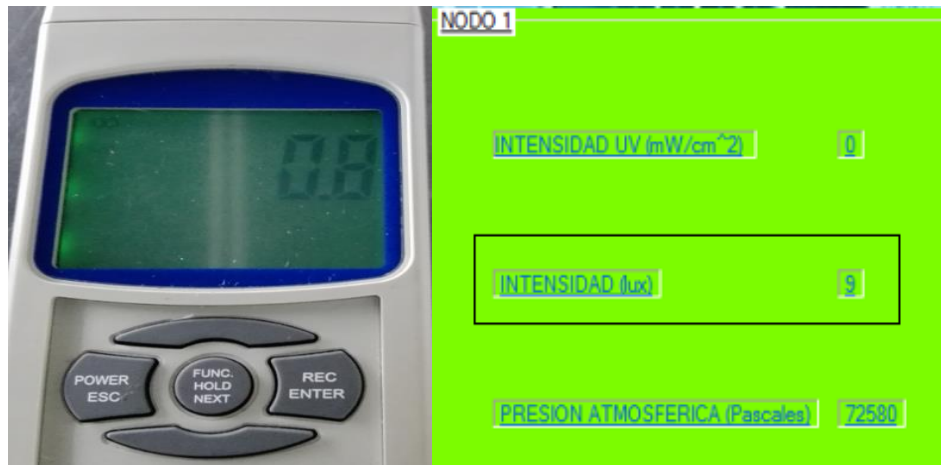 0.8
POWER
ESC
FUNC.
HOLD
NEXT
REC
ENTER
NODO 1
INTENSIDAD UV (mW/cm^2) 0
INTENSIDAD (lux) 9
PRESION ATMOSFERICA (Pascales) 72580